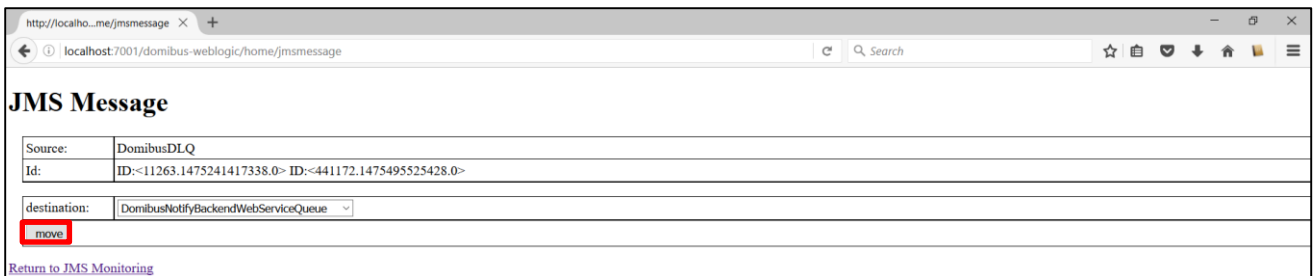 http://localho...me/jmsmessage
localhost:7001/domibus-weblogic/home/jmsmessage
Search
JMS Message
Source: DomibusDLQ
Id: ID:<11263.1475241417338.0> ID:<441172.1475495525428.0>
destination: DomibusNotifyBackendWebServiceQueue
move
Return to JMS Monitoring